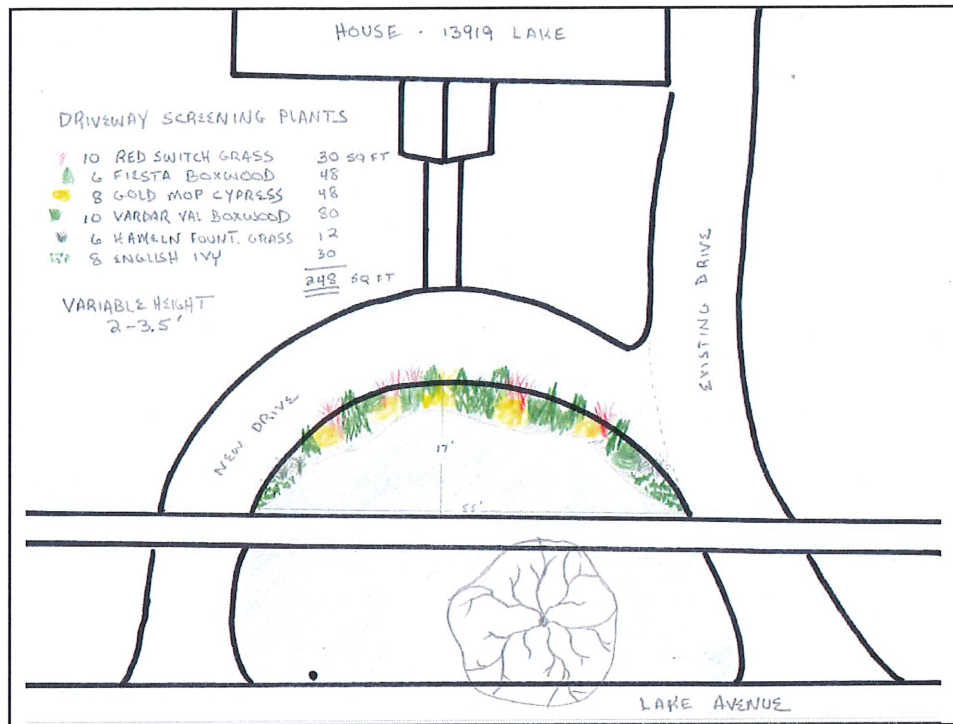 HOUSE · 13919 LAKE
DRIVEWAY SCREENING PLANTS
10 RED SWITCH GRASS 30 SQ FT
6 FIESTA BOXWOOD 48
8 GOLD MOP CYPRESS 48
10 VARDAR VAL BOXWOOD 80
6 HAMELN FOUNT. GRASS 12
8 ENGLISH IVY 30
248 SQ FT
VARIABLE HEIGHT
2-3.5'
EXISTING DRIVE
NEW DRIVE
17'
55'
LAKE AVENUE